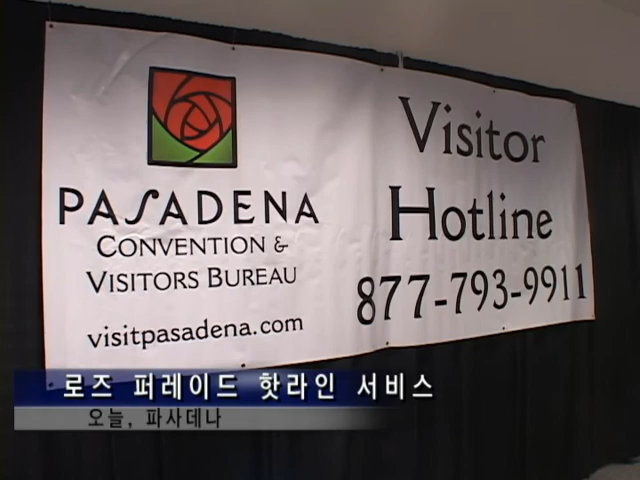 PASADENA
CONVENTION &
VISITORS BUREAU
visitpasadena.com
Visitor
Hotline
877-793-9911
로즈 퍼레이드 핫라인 서비스
오늘, 파사데나